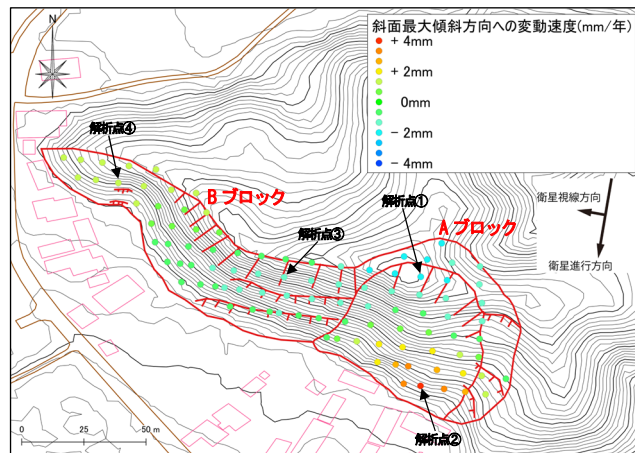 N
斜面最大傾斜方向への変動速度(mm/年)
+ 4mm
+ 2mm
0mm
- 2mm
- 4mm
解析点④
Bブロック
解析点①
Aブロック
解析点③
衛星視線方向
衛星進行方向
解析点②
0 25 50 m